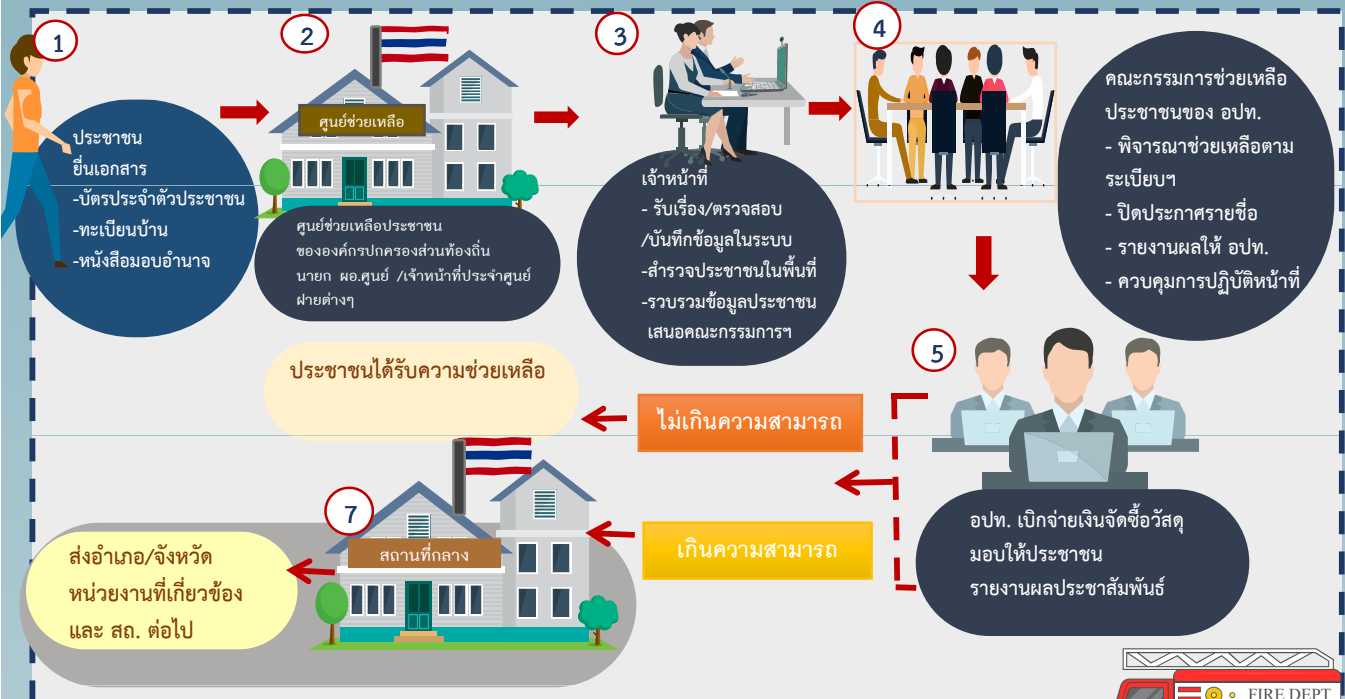 1
ประชาชน
ยื่นเอกสาร
-บัตรประจำตัวประชาชน
-ทะเบียนบ้าน
-หนังสือมอบอำนาจ
2
ศูนย์ช่วยเหลือ
ศูนย์ช่วยเหลือประชาชน
ขององค์กรปกครองส่วนท้องถิ่น
นายก ผอ.ศูนย์ /เจ้าหน้าที่ประจำศูนย์
ฝ่ายต่างๆ
3
เจ้าหน้าที่
- รับเรื่อง/ตรวจสอบ
/บันทึกข้อมูลในระบบ
-สำรวจประชาชนในพื้นที่
-รวบรวมข้อมูลประชาชน
เสนอคณะกรรมการฯ
4
คณะกรรมการช่วยเหลือ
ประชาชนของ อปท.
- พิจารณาช่วยเหลือตาม
ระเบียบฯ
- ปิดประกาศรายชื่อ
- รายงานผลให้ อปท.
- ควบคุมการปฏิบัติหน้าที่
5
อปท. เบิกจ่ายเงินจัดซื้อวัสดุ
มอบให้ประชาชน
รายงานผลประชาสัมพันธ์
ไม่เกินความสามารถ
ประชาชนได้รับความช่วยเหลือ
เกินความสามารถ
7
สถานที่กลาง
ส่งอำเภอ/จังหวัด
หน่วยงานที่เกี่ยวข้อง
และ สถ. ต่อไป
FIRE DEPT